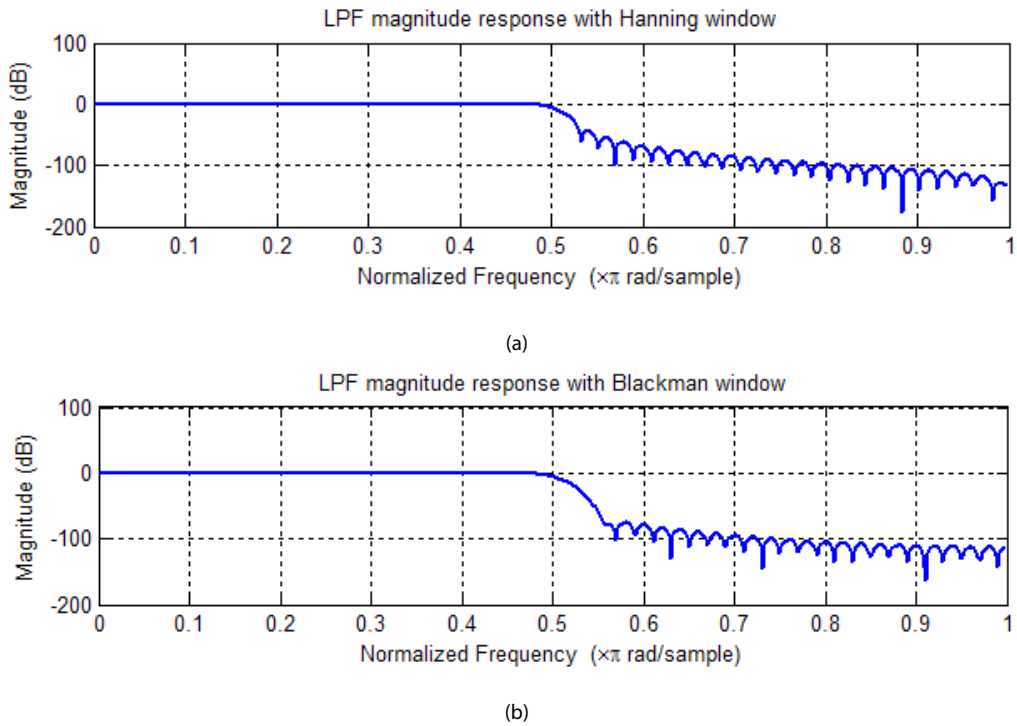 LPF magnitude response with Hanning window
Magnitude (dB)
100
0
-100
-200
0 0.1 0.2 0.3 0.4 0.5 0.6 0.7 0.8 0.9 1
Normalized Frequency (×π rad/sample)
(a)
LPF magnitude response with Blackman window
Magnitude (dB)
100
0
-100
-200
0 0.1 0.2 0.3 0.4 0.5 0.6 0.7 0.8 0.9 1
Normalized Frequency (×π rad/sample)
(b)